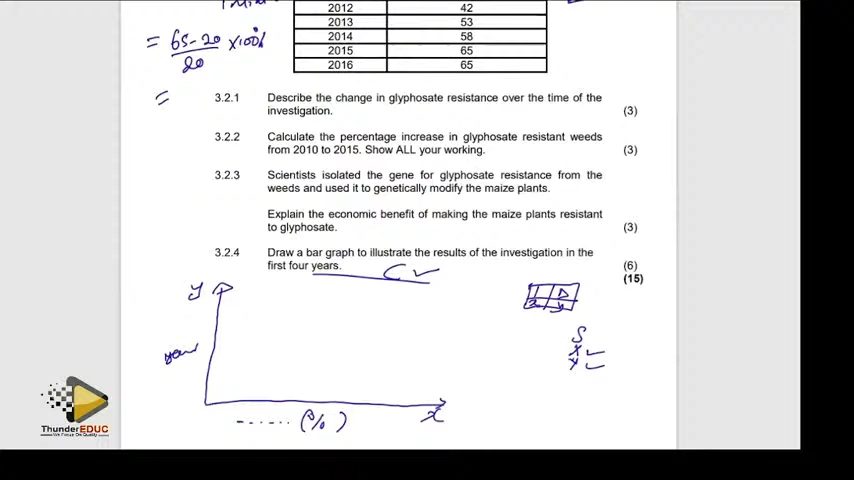 2012 42
= 65-20 x100%
20
2013 53
2014 58
2015 65
2016 65
=
3.2.1 Describe the change in glyphosate resistance over the time of the investigation. (3)
3.2.2 Calculate the percentage increase in glyphosate resistant weeds
from 2010 to 2015. Show ALL your working. (3)
3.2.3 Scientists isolated the gene for glyphosate resistance from the
weeds and used it to genetically modify the maize plants.
Explain the economic benefit of making the maize plants resistant
to glyphosate. (3)
3.2.4 Draw a bar graph to illustrate the results of the investigation in the
first four years. (6)
(15)
C ✓
y
I D
x y
S
X ✓
Y ✓
year
------ (%) x
ThunderEDUC
We Focus On Quality